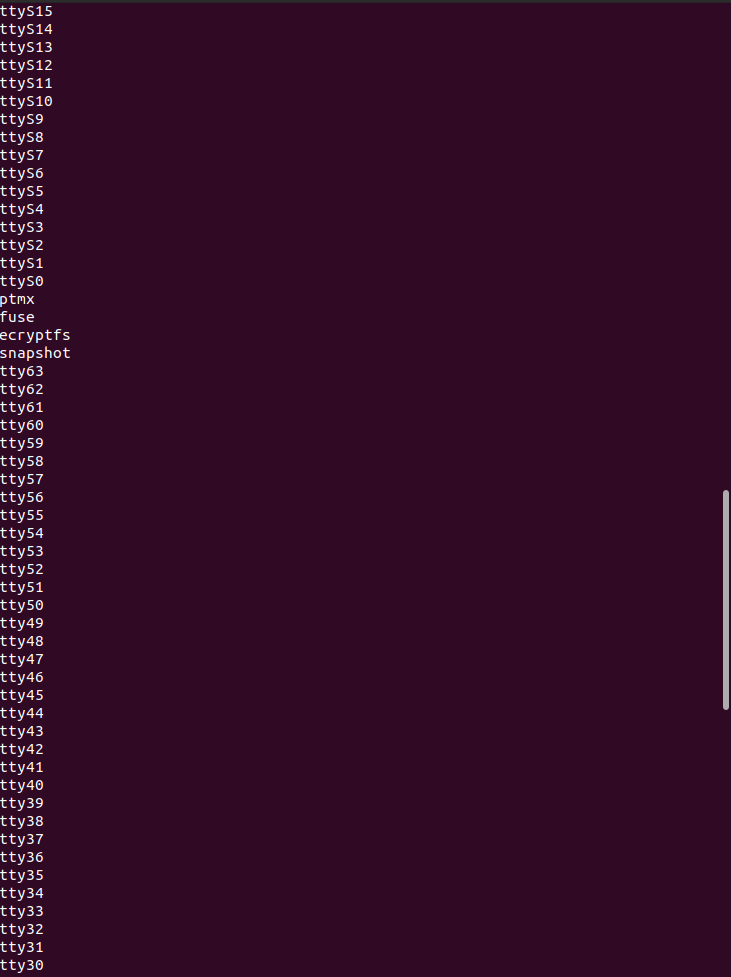 ttyS15
ttyS14
ttyS13
ttyS12
ttyS11
ttyS10
ttyS9
ttyS8
ttyS7
ttyS6
ttyS5
ttyS4
ttyS3
ttyS2
ttyS1
ttyS0
ptmx
fuse
ecryptfs
snapshot
tty63
tty62
tty61
tty60
tty59
tty58
tty57
tty56
tty55
tty54
tty53
tty52
tty51
tty50
tty49
tty48
tty47
tty46
tty45
tty44
tty43
tty42
tty41
tty40
tty39
tty38
tty37
tty36
tty35
tty34
tty33
tty32
tty31
tty30